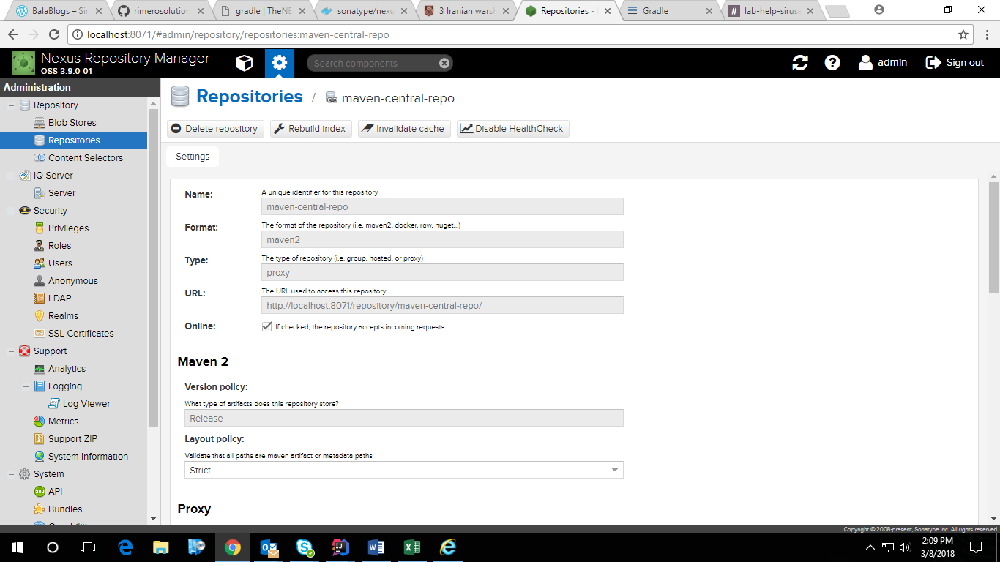 BalaBlogs – Sin
rimerosolution
gradle | TheNE
sonatype/nexu
3 Iranian warsh
Repositories -
Gradle
lab-help-siruse
localhost:8071/#admin/repository/repositories:maven-central-repo
Nexus Repository Manager
OSS 3.9.0-01
Search components
admin
Sign out
Administration
Repository
Blob Stores
Repositories
Content Selectors
IQ Server
Server
Security
Privileges
Roles
Users
Anonymous
LDAP
Realms
SSL Certificates
Support
Analytics
Logging
Log Viewer
Metrics
Support ZIP
System Information
System
API
Bundles
Repositories / maven-central-repo
Delete repository
Rebuild index
Invalidate cache
Disable HealthCheck
Settings
Name:
A unique identifier for this repository
maven-central-repo
Format:
The format of the repository (i.e. maven2, docker, raw, nuget...)
maven2
Type:
The type of repository (i.e. group, hosted, or proxy)
proxy
URL:
The URL used to access this repository
http://localhost:8071/repository/maven-central-repo/
Online:
If checked, the repository accepts incoming requests
Maven 2
Version policy:
What type of artifacts does this repository store?
Release
Layout policy:
Validate that all paths are maven artifact or metadata paths
Strict
Proxy
Copyright © 2008-present, Sonatype Inc. All rights reserved.
2:09 PM
3/8/2018